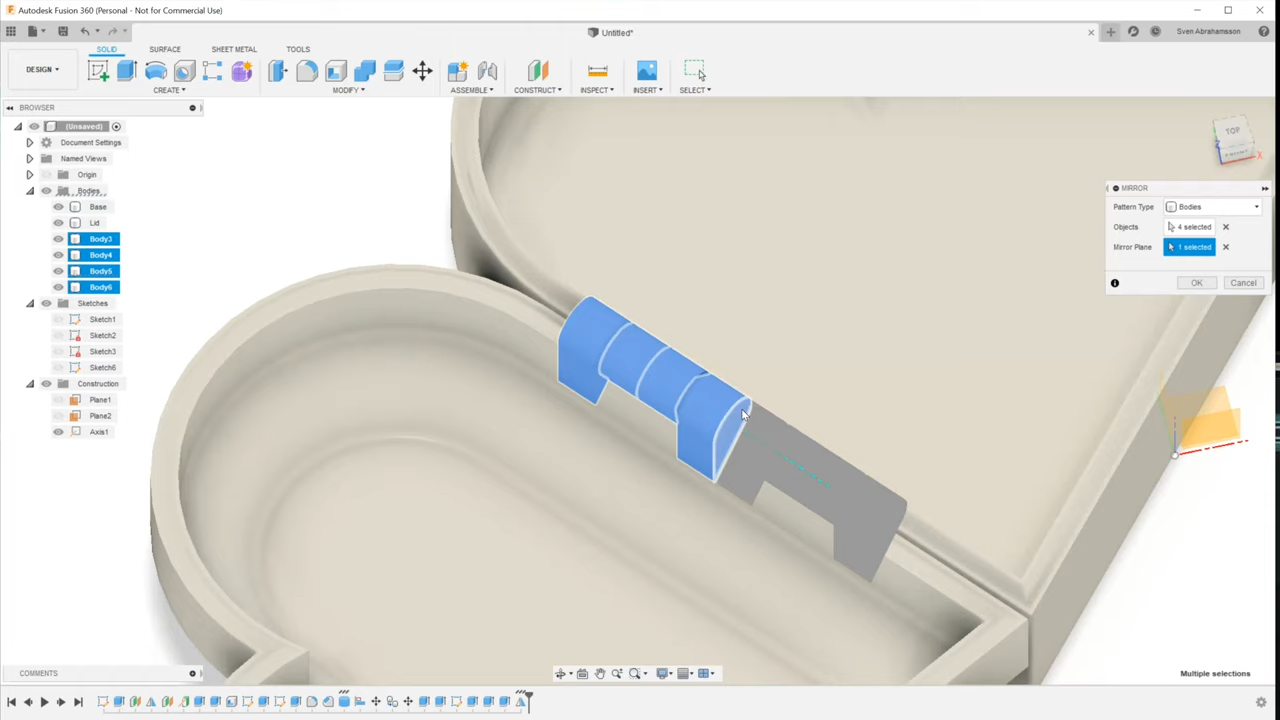 Autodesk Fusion 360 (Personal - Not for Commercial Use)
Untitled*
Sven Abrahamsson
DESIGN
SOLID
SURFACE
SHEET METAL
TOOLS
CREATE
MODIFY
ASSEMBLE
CONSTRUCT
INSPECT
INSERT
SELECT
BROWSER
(Unsaved)
Document Settings
Named Views
Origin
Bodies
Base
Lid
Body3
Body4
Body5
Body6
Sketches
Sketch1
Sketch2
Sketch3
Sketch6
Construction
Plane1
Plane2
Axis1
TOP
FRONT
X
MIRROR
Pattern Type
Bodies
Objects
4 selected
Mirror Plane
1 selected
OK
Cancel
COMMENTS
Multiple selections